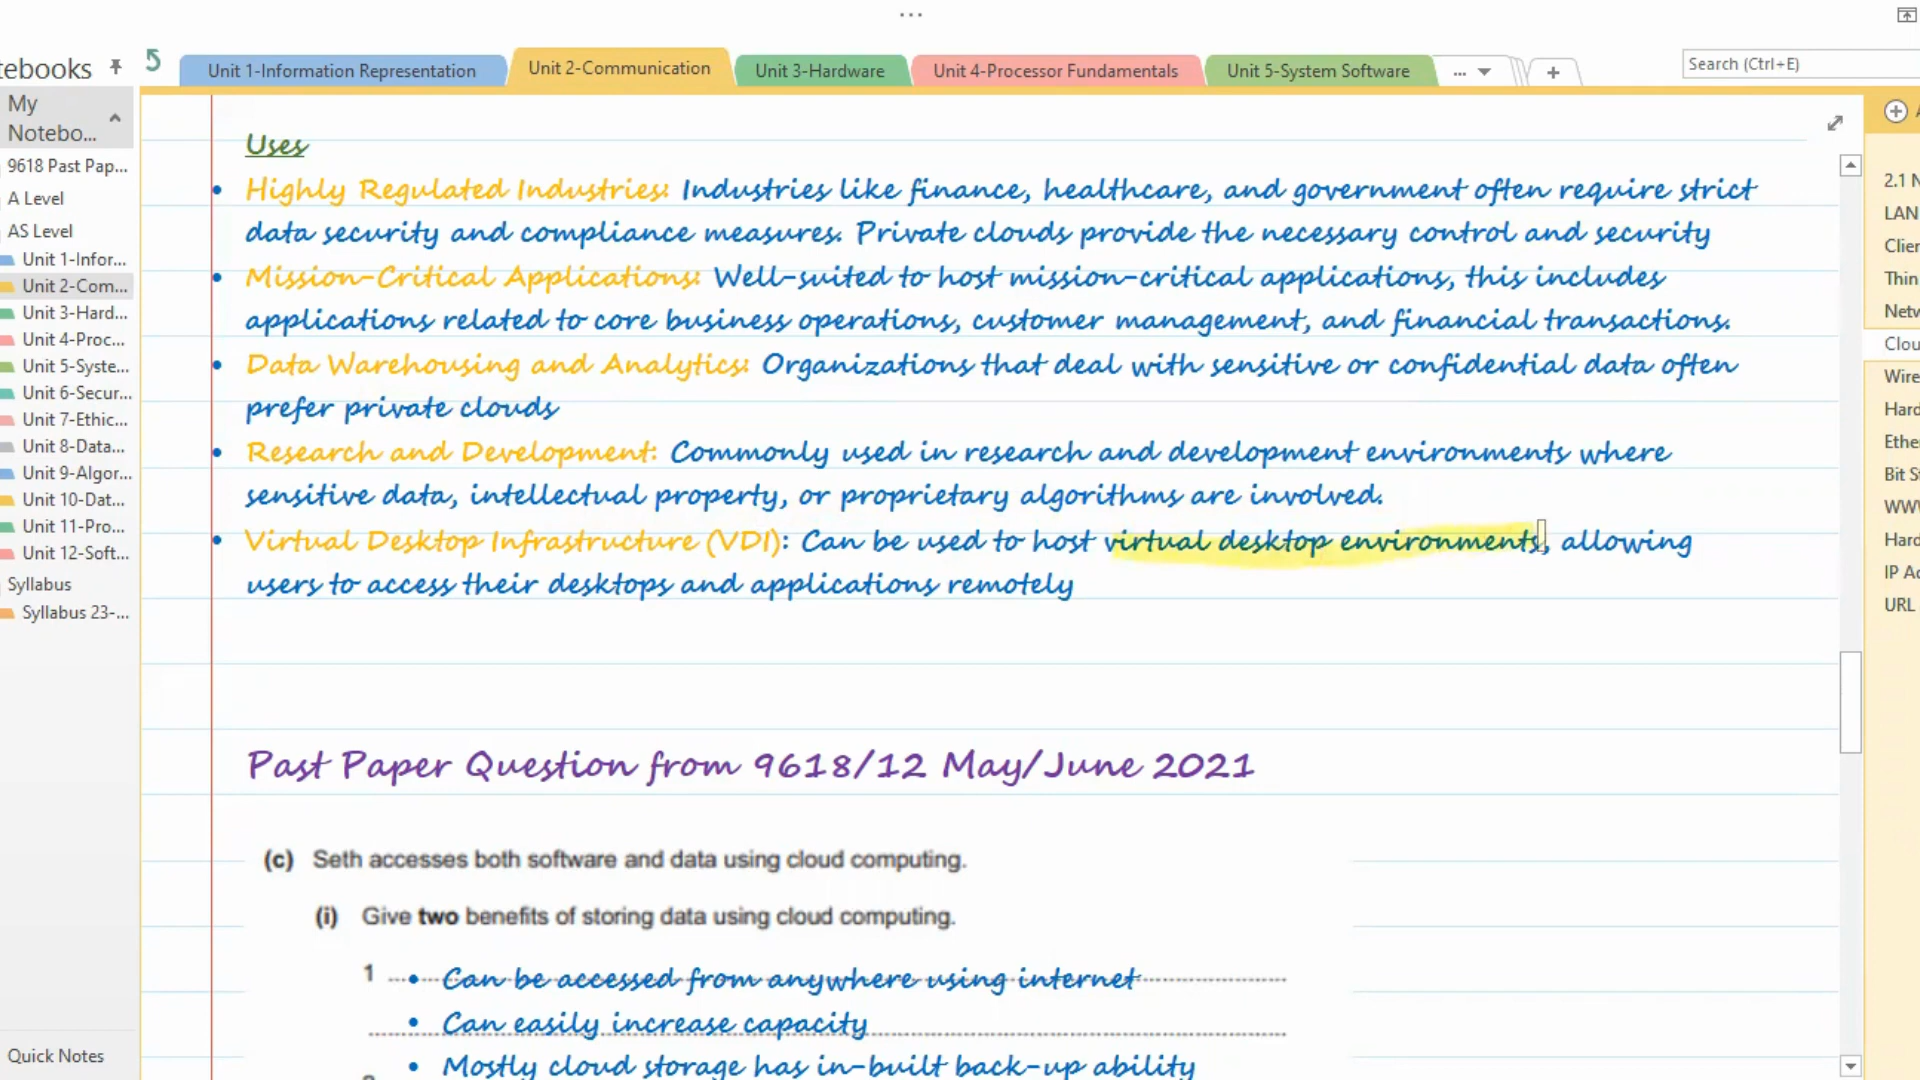 ...
tebooks
Unit 1-Information Representation
Unit 2-Communication
Unit 3-Hardware
Unit 4-Processor Fundamentals
Unit 5-System Software
...
+
Search (Ctrl+E)
My
Notebo...
9618 Past Pap...
A Level
AS Level
Unit 1-Infor...
Unit 2-Com...
Unit 3-Hard...
Unit 4-Proc...
Unit 5-Syste...
Unit 6-Secur...
Unit 7-Ethic...
Unit 8-Data...
Unit 9-Algor...
Unit 10-Dat...
Unit 11-Pro...
Unit 12-Soft...
Syllabus
Syllabus 23-...
Quick Notes
Uses
• Highly Regulated Industries: Industries like finance, healthcare, and government often require strict
data security and compliance measures. Private clouds provide the necessary control and security
• Mission-Critical Applications: Well-suited to host mission-critical applications, this includes
applications related to core business operations, customer management, and financial transactions.
• Data Warehousing and Analytics: Organizations that deal with sensitive or confidential data often
prefer private clouds
• Research and Development: Commonly used in research and development environments where
sensitive data, intellectual property, or proprietary algorithms are involved.
• Virtual Desktop Infrastructure (VDI): Can be used to host virtual desktop environments, allowing
users to access their desktops and applications remotely
Past Paper Question from 9618/12 May/June 2021
(c) Seth accesses both software and data using cloud computing.
(i) Give two benefits of storing data using cloud computing.
1 • Can be accessed from anywhere using internet
• Can easily increase capacity
• Mostly cloud storage has in-built back-up ability
2.1 N
LAN
Clien
Thin
Netw
Clou
Wire
Hard
Ether
Bit St
WWW
Hard
IP Ad
URL